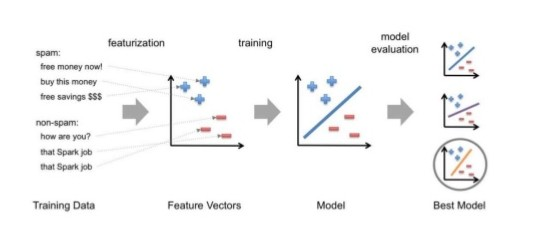 featurization
training
model
evaluation
spam:
free money now!
buy this money
free savings $$$
non-spam:
how are you?
that Spark job
that Spark job
Training Data
Feature Vectors
Model
Best Model